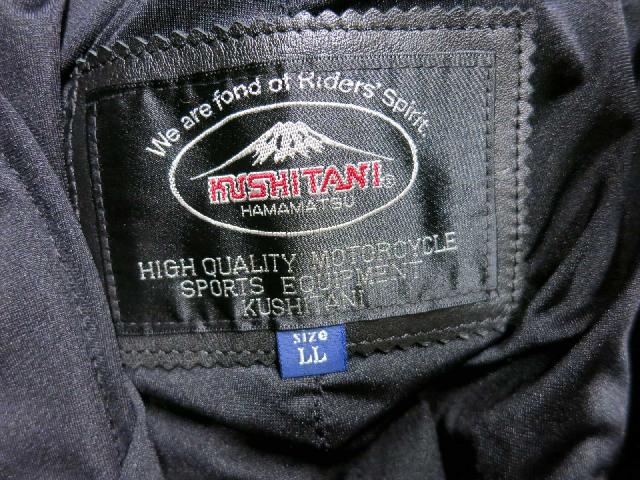 We are fond of Riders' Spirit.
KUSHITANI®
HAMAMATSU
HIGH QUALITY MOTORCYCLE
SPORTS EQUIPMENT
KUSHITANI
size
LL